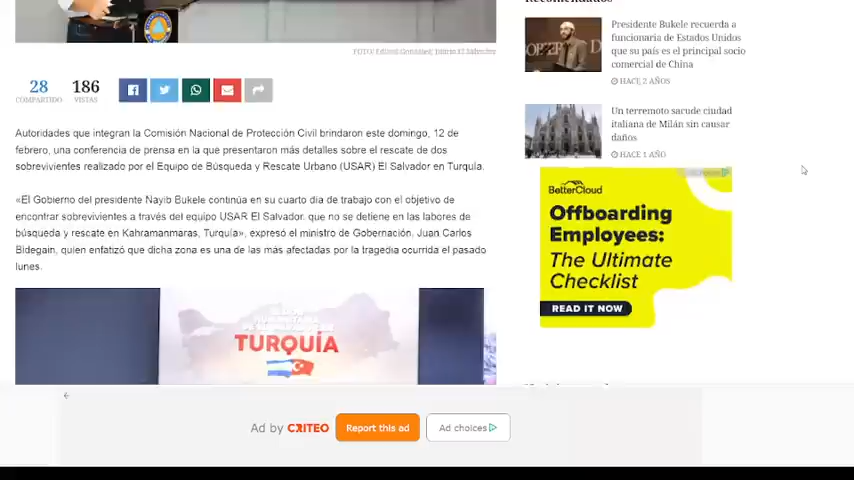 FOTO: Edison González/ Diario El Salvador
Recomendados
28
COMPARTIDO
186
VISTAS
Autoridades que integran la Comisión Nacional de Protección Civil brindaron este domingo, 12 de
febrero, una conferencia de prensa en la que presentaron más detalles sobre el rescate de dos
sobrevivientes realizado por el Equipo de Búsqueda y Rescate Urbano (USAR) El Salvador en Turquía.
«El Gobierno del presidente Nayib Bukele continúa en su cuarto día de trabajo con el objetivo de
encontrar sobrevivientes a través del equipo USAR El Salvador, que no se detiene en las labores de
búsqueda y rescate en Kahramanmaras, Turquía», expresó el ministro de Gobernación, Juan Carlos
Bidegain, quien enfatizó que dicha zona es una de las más afectadas por la tragedia ocurrida el pasado
lunes.
TURQUÍA
Presidente Bukele recuerda a
funcionaria de Estados Unidos
que su país es el principal socio
comercial de China
HACE 2 AÑOS
Un terremoto sacude ciudad
italiana de Milán sin causar
daños
HACE 1 AÑO
BetterCloud
Offboarding
Employees:
The Ultimate
Checklist
READ IT NOW
Ad by CRITEO
Report this ad
Ad choices